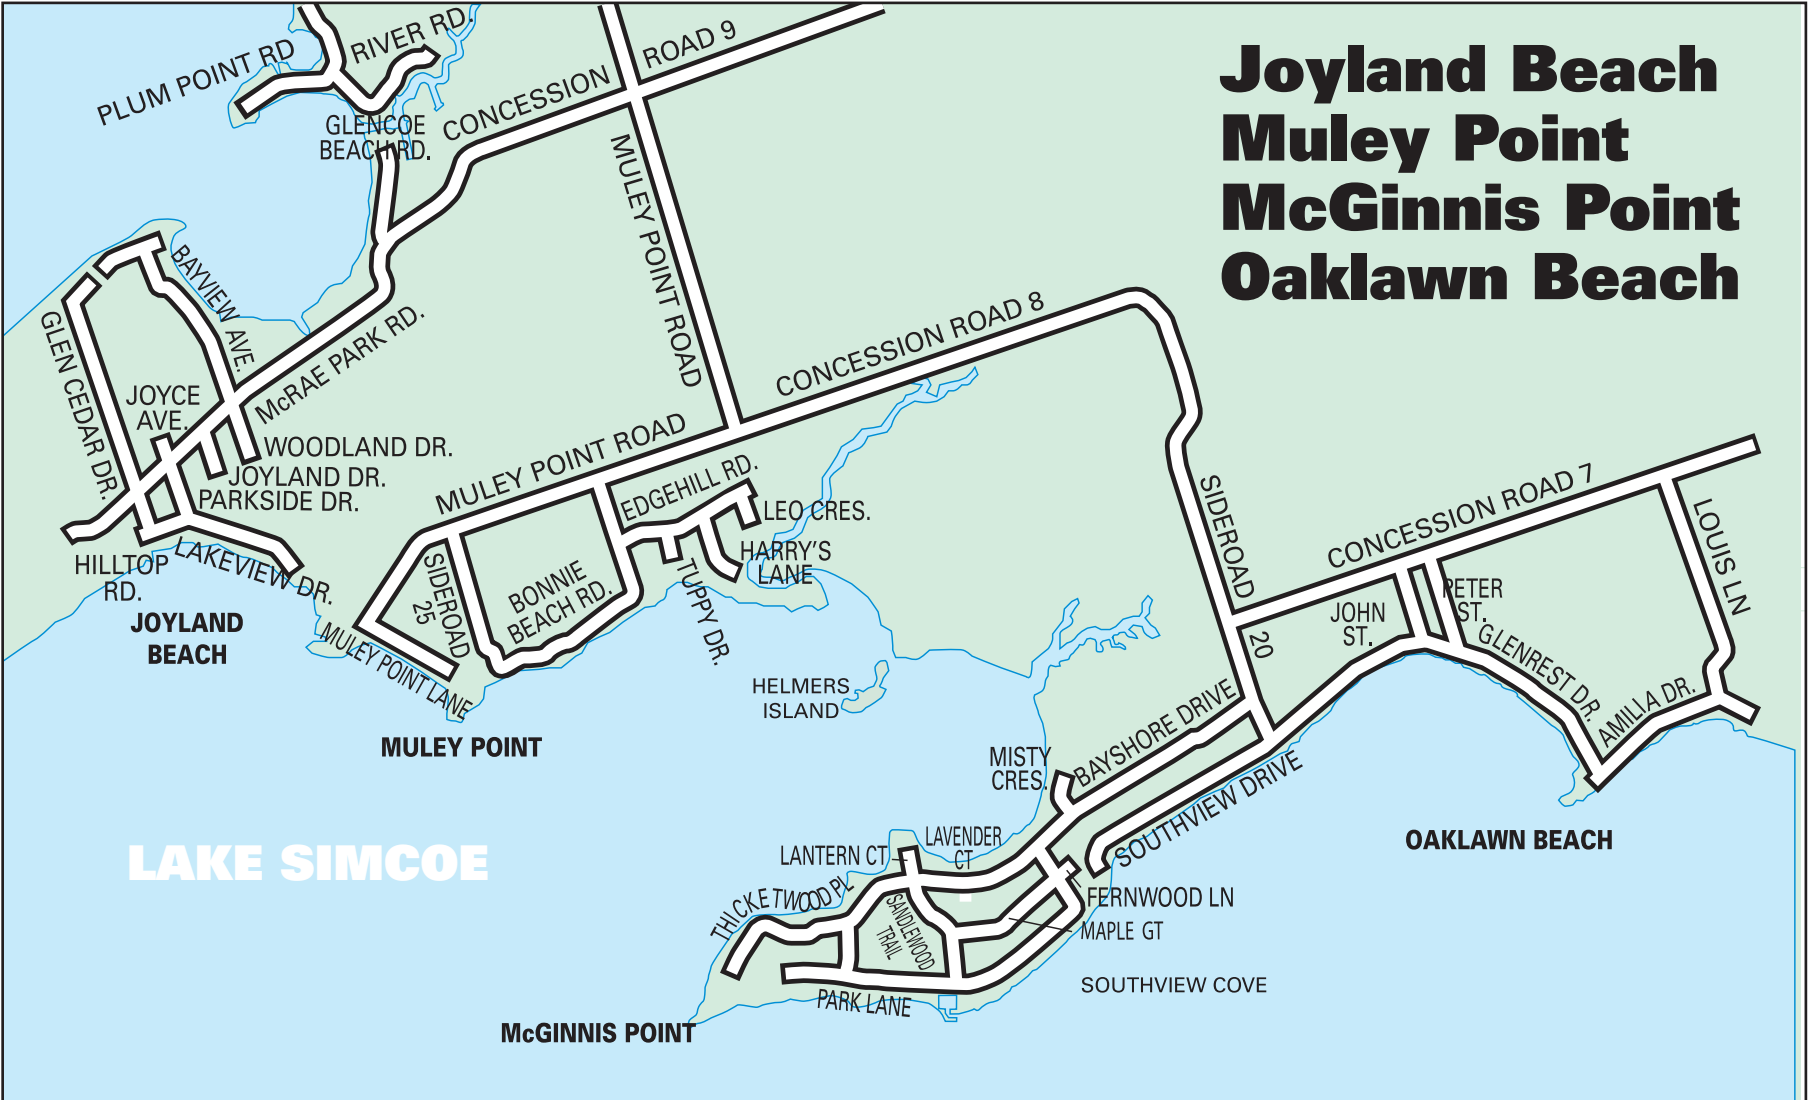 Joyland Beach
Muley Point
McGinnis Point
Oaklawn Beach
PLUM POINT RD
RIVER RD.
CONCESSION ROAD 9
GLENCOE
BEACH RD.
MULEY POINT ROAD
BAYVIEW AVE.
GLEN CEDAR DR.
McRAE PARK RD.
JOYCE
AVE.
WOODLAND DR.
JOYLAND DR.
PARKSIDE DR.
HILLTOP
RD.
LAKEVIEW DR.
JOYLAND
BEACH
CONCESSION ROAD 8
MULEY POINT ROAD
EDGEHILL RD.
LEO CRES.
HARRY'S
LANE
TUPPY DR.
BONNIE
BEACH RD.
SIDEROAD
25
MULEY POINT LANE
MULEY POINT
HELMERS
ISLAND
SIDEROAD 20
CONCESSION ROAD 7
LOUIS LN
JOHN
ST.
PETER
ST.
GLENREST DR.
AMILIA DR.
OAKLAWN BEACH
BAYSHORE DRIVE
MISTY
CRES.
SOUTHVIEW DRIVE
LAKE SIMCOE
LAVENDER
CT
LANTERN CT
THICKETWOOD PL
SANDLEWOOD
TRAIL
FERNWOOD LN
MAPLE GT
SOUTHVIEW COVE
PARK LANE
McGINNIS POINT